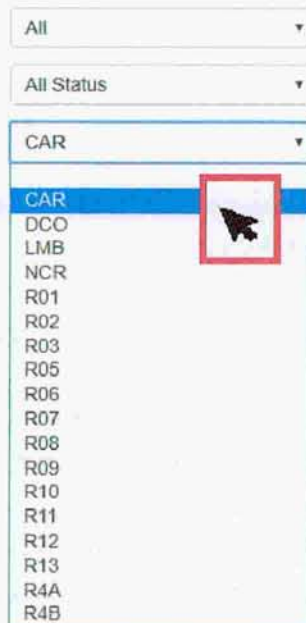 All
All Status
CAR
CAR
DCO
LMB
NCR
R01
R02
R03
R05
R06
R07
R08
R09
R10
R11
R12
R13
R4A
R4B